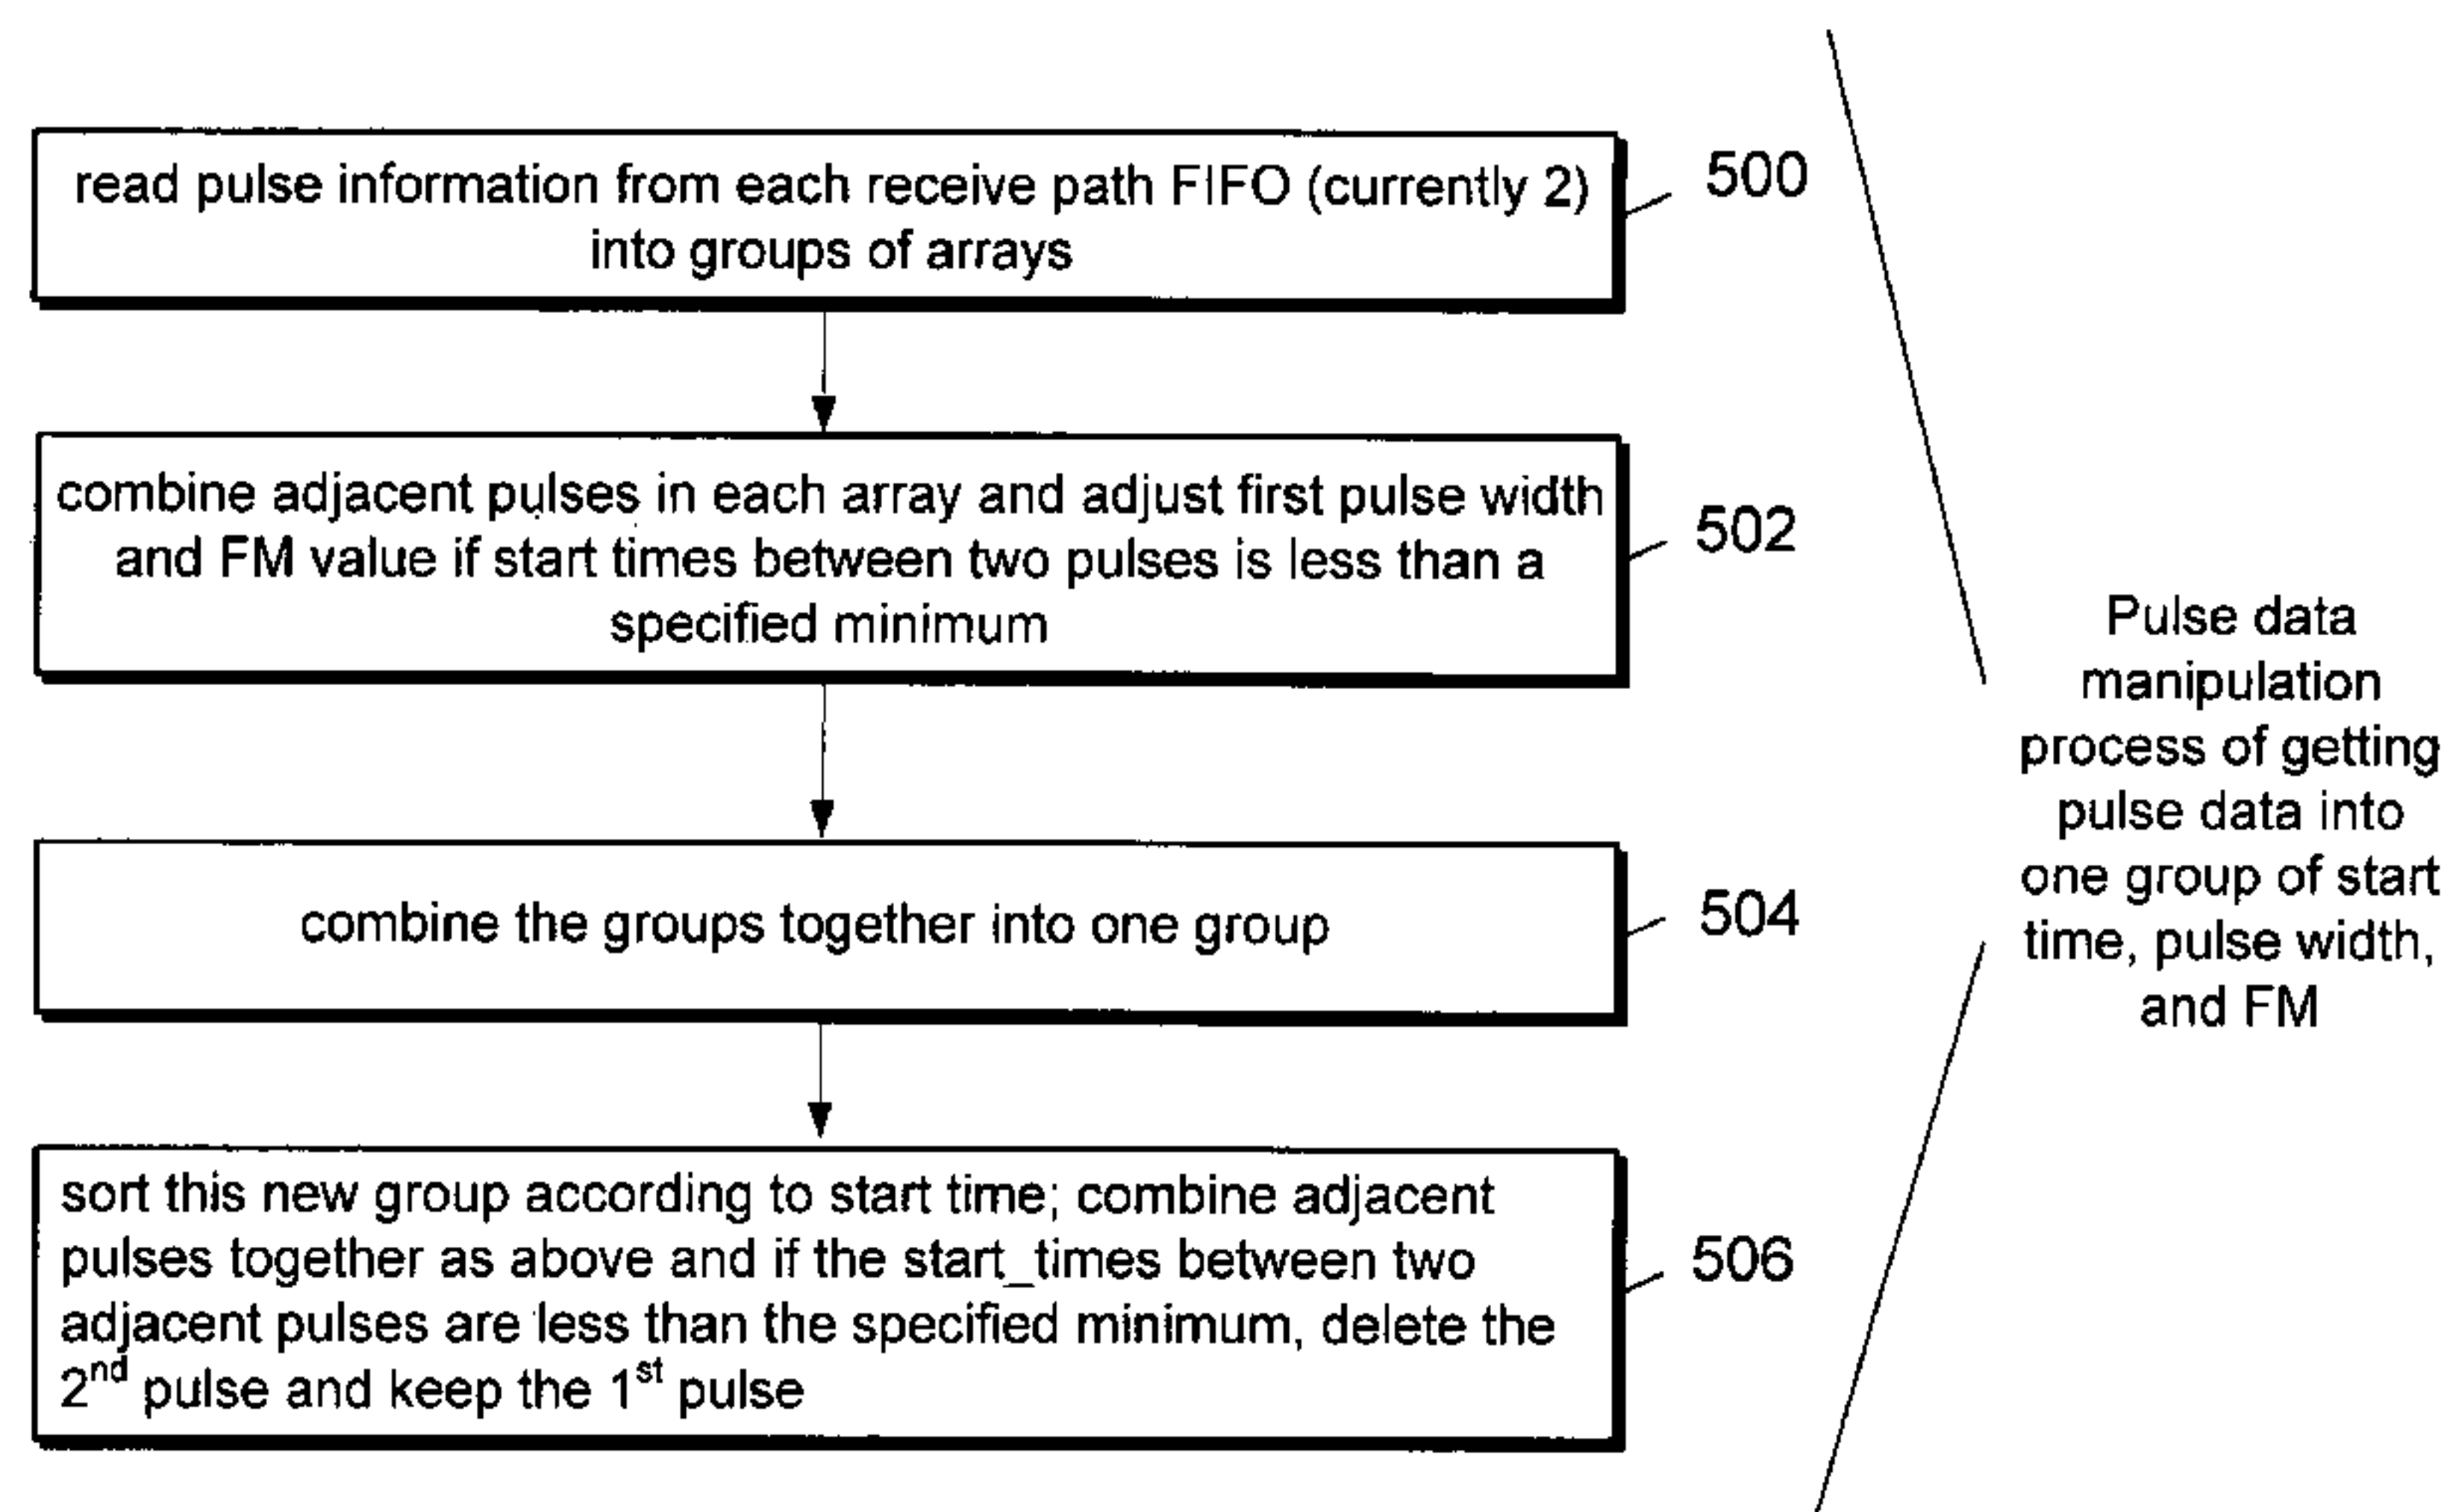 read pulse information from each receive path FIFO (currently 2)
into groups of arrays
500
combine adjacent pulses in each array and adjust first pulse width
and FM value if start times between two pulses is less than a
specified minimum
502
combine the groups together into one group
504
sort this new group according to start time; combine adjacent
pulses together as above and if the start_times between two
adjacent pulses are less than the specified minimum, delete the
2nd pulse and keep the 1st pulse
506
Pulse data
manipulation
process of getting
pulse data into
one group of start
time, pulse width,
and FM